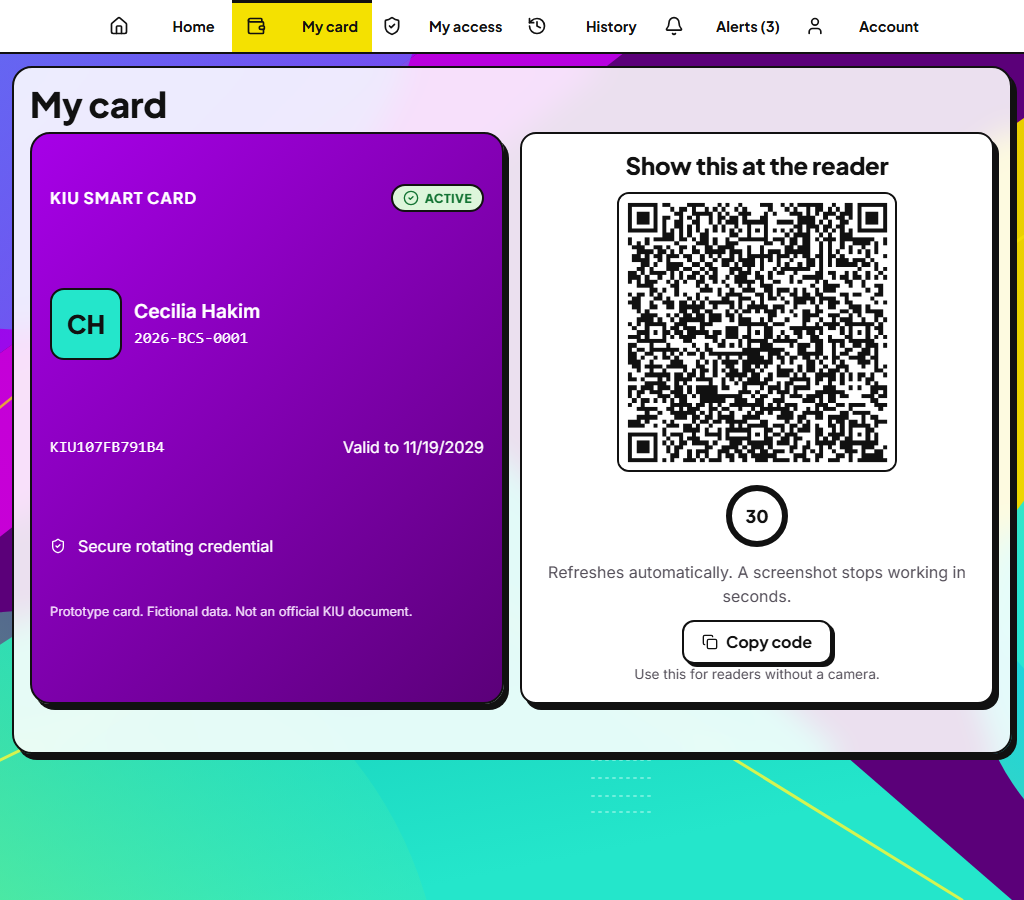 Home
My card
My access
History
Alerts (3)
Account
My card
KIU SMART CARD
ACTIVE
CH
Cecilia Hakim
2026-BCS-0001
KIU107FB791B4
Valid to 11/19/2029
Secure rotating credential
Prototype card. Fictional data. Not an official KIU document.
Show this at the reader
30
Refreshes automatically. A screenshot stops working in
seconds.
Copy code
Use this for readers without a camera.